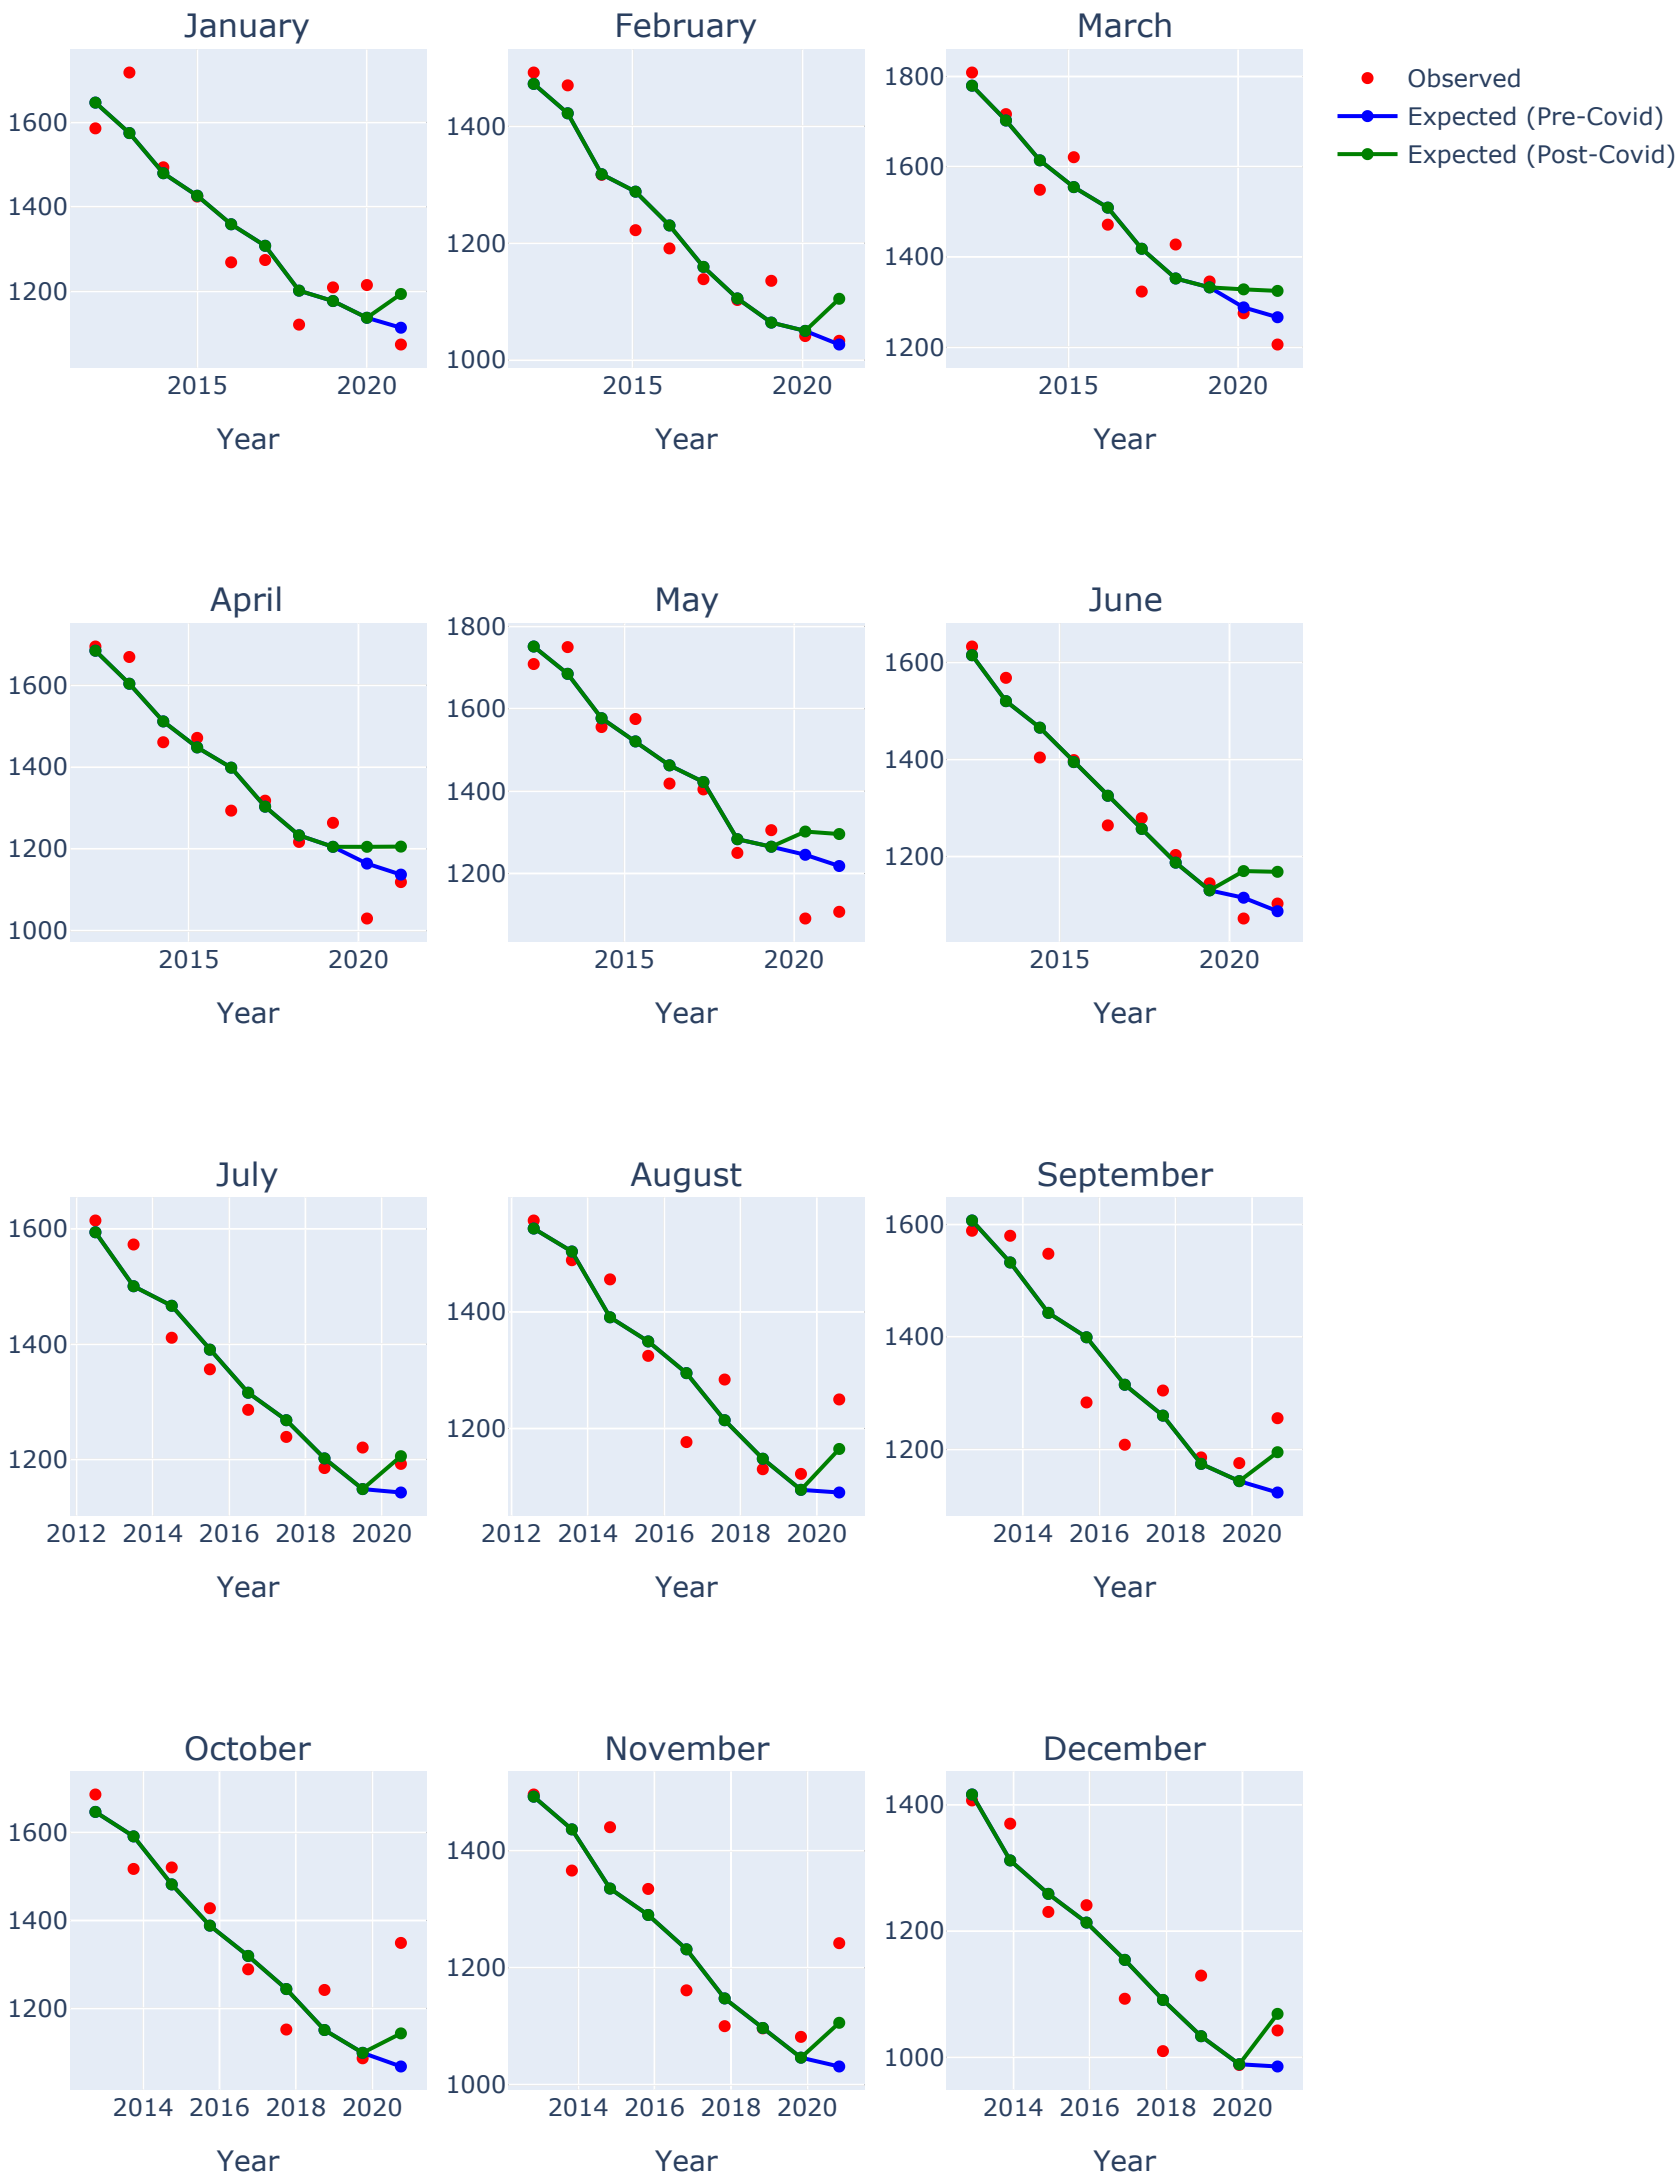 January
February
March
1600
1400
1200
2015
2020
Year
1400
1200
1000
2015
2020
Year
1800
1600
1400
1200
2015
2020
Year
Observed
Expected (Pre-Covid)
Expected (Post-Covid)
April
May
June
1600
1400
1200
1000
2015
2020
Year
1800
1600
1400
1200
2015
2020
Year
1600
1400
1200
2015
2020
Year
July
August
September
1600
1400
1200
2012 2014 2016 2018 2020
Year
1400
1200
2012 2014 2016 2018 2020
Year
1600
1400
1200
2014 2016 2018 2020
Year
October
November
December
1600
1400
1200
2014 2016 2018 2020
Year
1400
1200
1000
2014 2016 2018 2020
Year
1400
1200
1000
2014 2016 2018 2020
Year